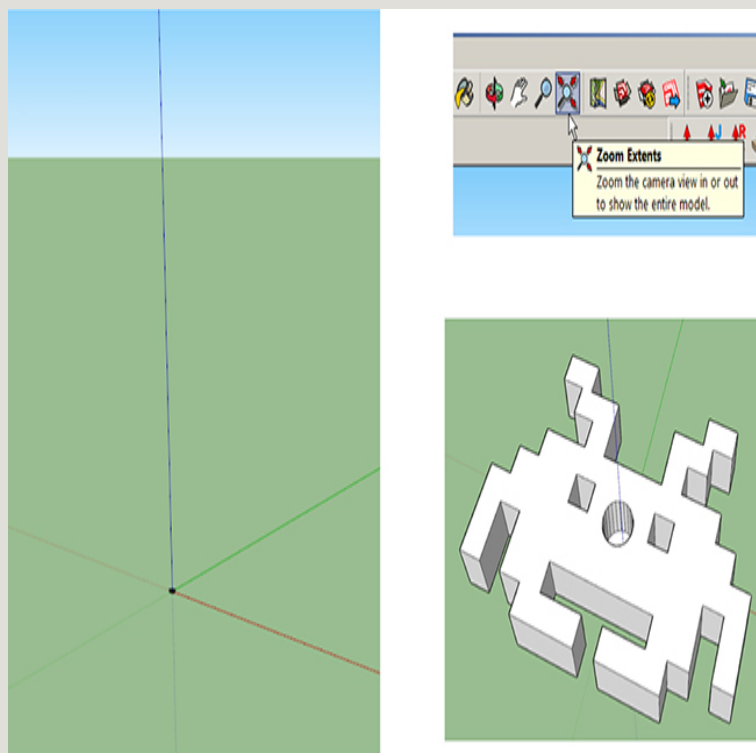 Zoom Extents
Zoom the camera view in or out
to show the entire model.